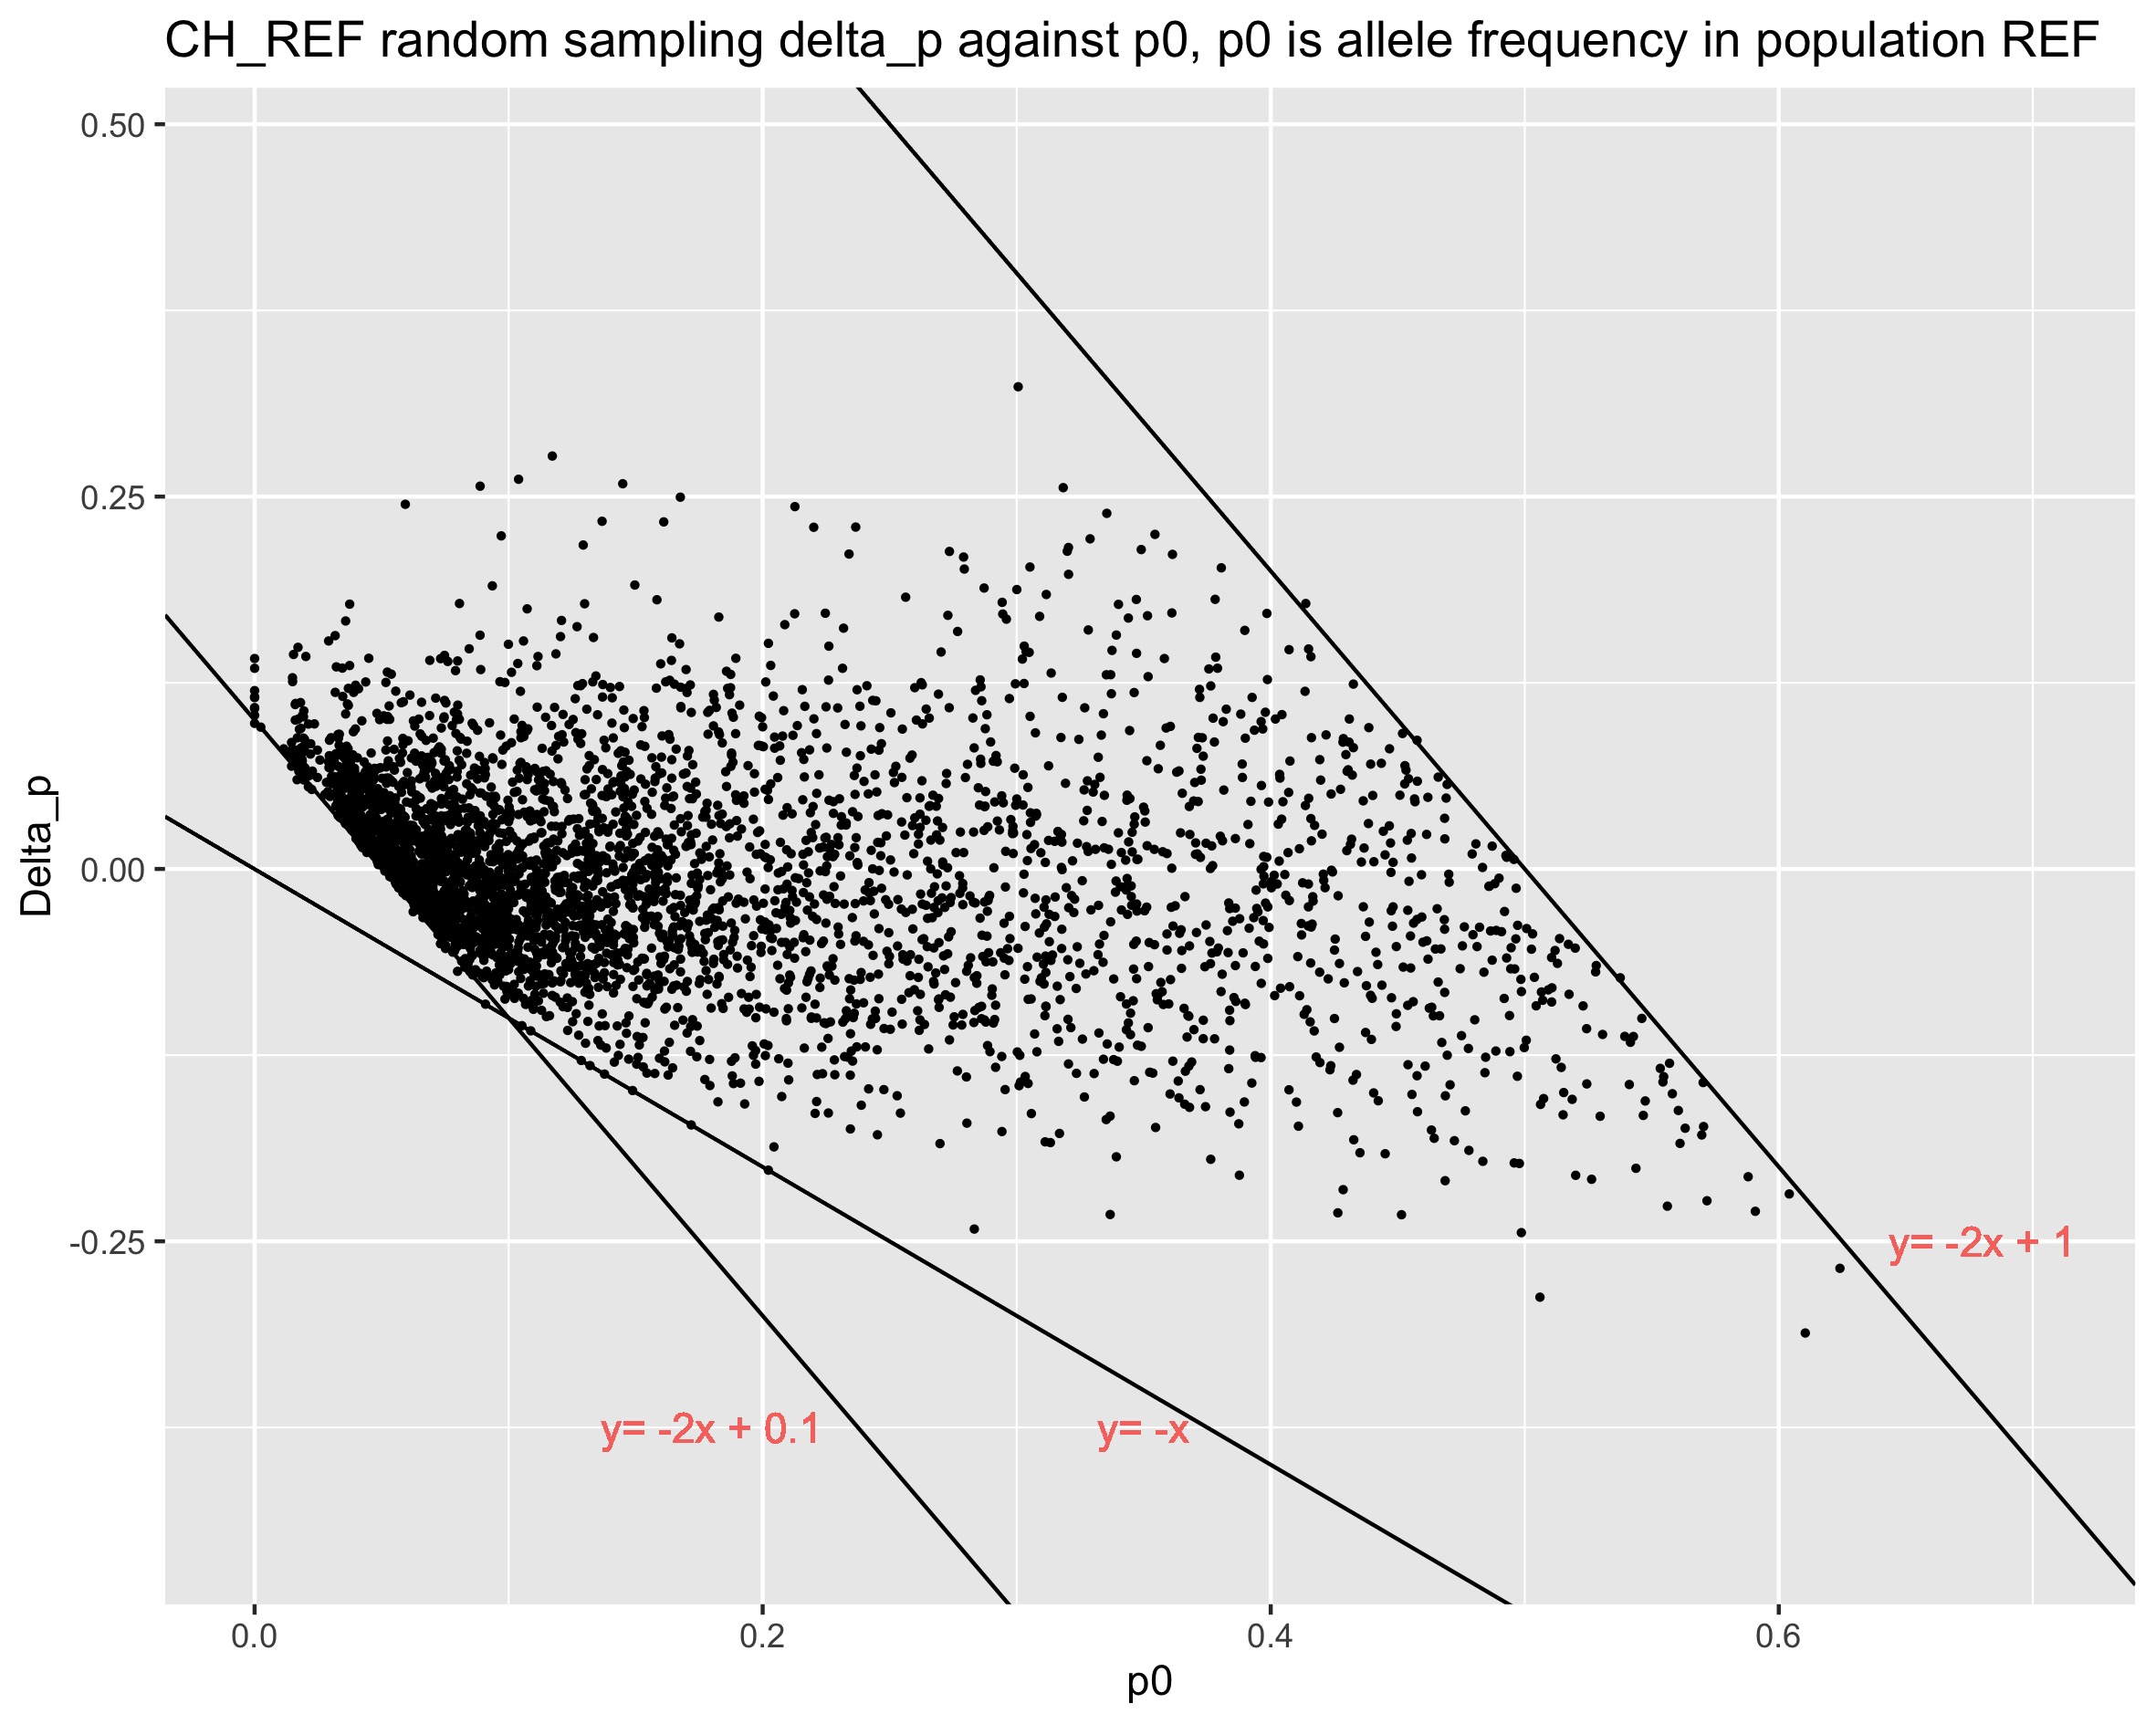 CH_REF random sampling delta_p against p0, p0 is allele frequency in population REF
0.50
0.25
0.00
-0.25
Delta_p
y= -2x + 1
y= -2x + 0.1
y= -x
0.0
0.2
0.4
0.6
p0